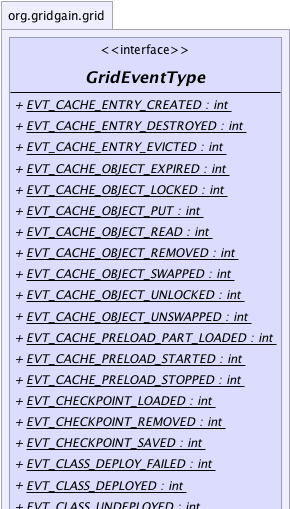 org.gridgain.grid
<<interface>>
GridEventType
+ EVT_CACHE_ENTRY_CREATED : int
+ EVT_CACHE_ENTRY_DESTROYED : int
+ EVT_CACHE_ENTRY_EVICTED : int
+ EVT_CACHE_OBJECT_EXPIRED : int
+ EVT_CACHE_OBJECT_LOCKED : int
+ EVT_CACHE_OBJECT_PUT : int
+ EVT_CACHE_OBJECT_READ : int
+ EVT_CACHE_OBJECT_REMOVED : int
+ EVT_CACHE_OBJECT_SWAPPED : int
+ EVT_CACHE_OBJECT_UNLOCKED : int
+ EVT_CACHE_OBJECT_UNSWAPPED : int
+ EVT_CACHE_PRELOAD_PART_LOADED : int
+ EVT_CACHE_PRELOAD_STARTED : int
+ EVT_CACHE_PRELOAD_STOPPED : int
+ EVT_CHECKPOINT_LOADED : int
+ EVT_CHECKPOINT_REMOVED : int
+ EVT_CHECKPOINT_SAVED : int
+ EVT_CLASS_DEPLOY_FAILED : int
+ EVT_CLASS_DEPLOYED : int
+ EVT_CLASS_UNDEPLOYED : int